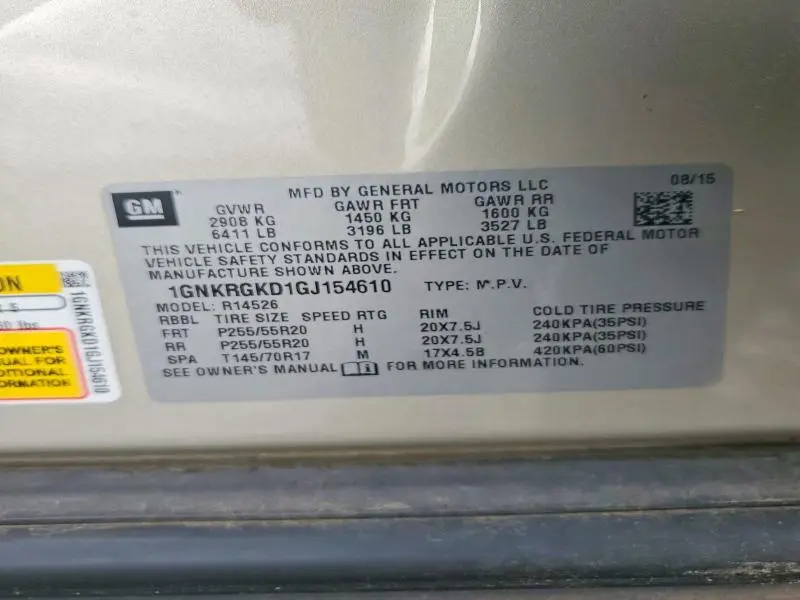 08/15
MFD BY GENERAL MOTORS LLC
GM
GVWR GAWR FRT GAWR RR
2908 KG 1450 KG 1600 KG
6411 LB 3196 LB 3527 LB
THIS VEHICLE CONFORMS TO ALL APPLICABLE U.S. FEDERAL MOTOR
VEHICLE SAFETY STANDARDS IN EFFECT ON THE DATE OF
MANUFACTURE SHOWN ABOVE.
1GNKRGKD1GJ154610 TYPE: M.P.V.
MODEL: R14526
RBBL TIRE SIZE SPEED RTG RIM COLD TIRE PRESSURE
FRT P255/55R20 H 20X7.5J 240KPA(35PSI)
RR P255/55R20 H 20X7.5J 240KPA(35PSI)
SPA T145/70R17 M 17X4.5B 420KPA(60PSI)
SEE OWNER'S MANUAL FOR MORE INFORMATION.
ON
5
lbs
OWNER'S
UAL FOR
DITIONAL
ORMATION
1GNKRGKD1GJ154610